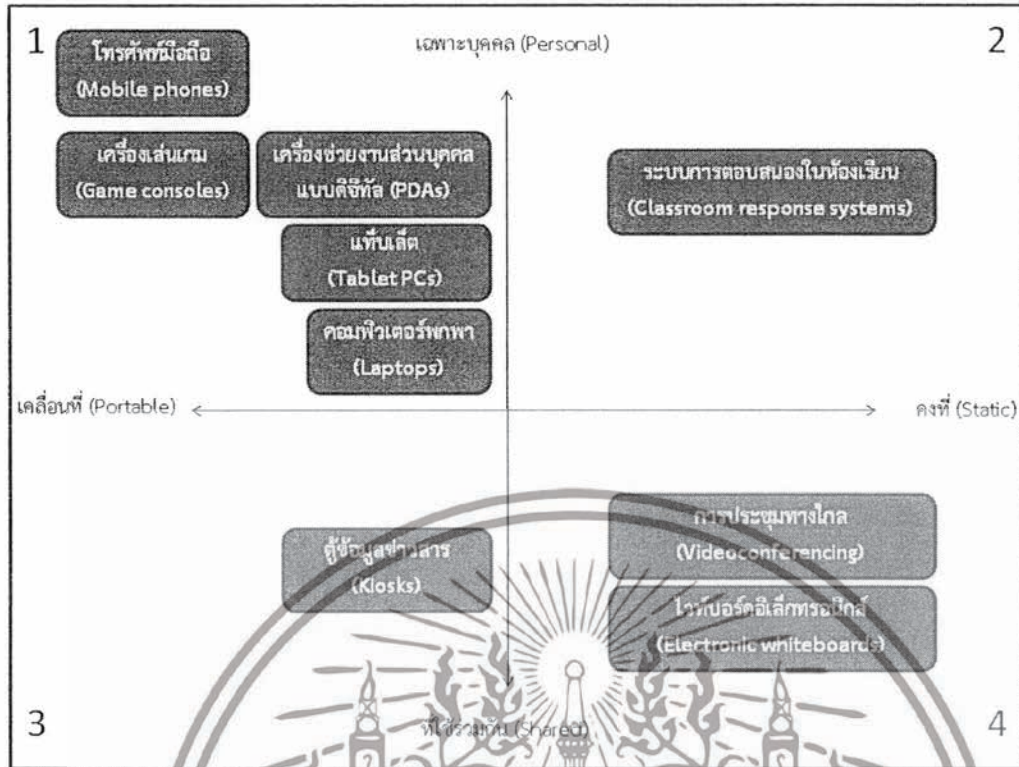 1
เฉพาะบุคคล (Personal)
2
โทรศัพท์มือถือ
(Mobile phones)
เครื่องเล่นเกม
(Game consoles)
เครื่องช่วยงานส่วนบุคคล
แบบดิจิทัล (PDAs)
ระบบการตอบสนองในห้องเรียน
(Classroom response systems)
แท็บเล็ต
(Tablet PCs)
คอมพิวเตอร์พกพา
(Laptops)
เคลื่อนที่ (Portable)
คงที่ (Static)
ตู้ข้อมูลข่าวสาร
(Kiosks)
การประชุมทางไกล
(Videoconferencing)
ไวท์บอร์ดอิเล็กทรอนิกส์
(Electronic whiteboards)
3
ที่ใช้ร่วมกัน (Shared)
4